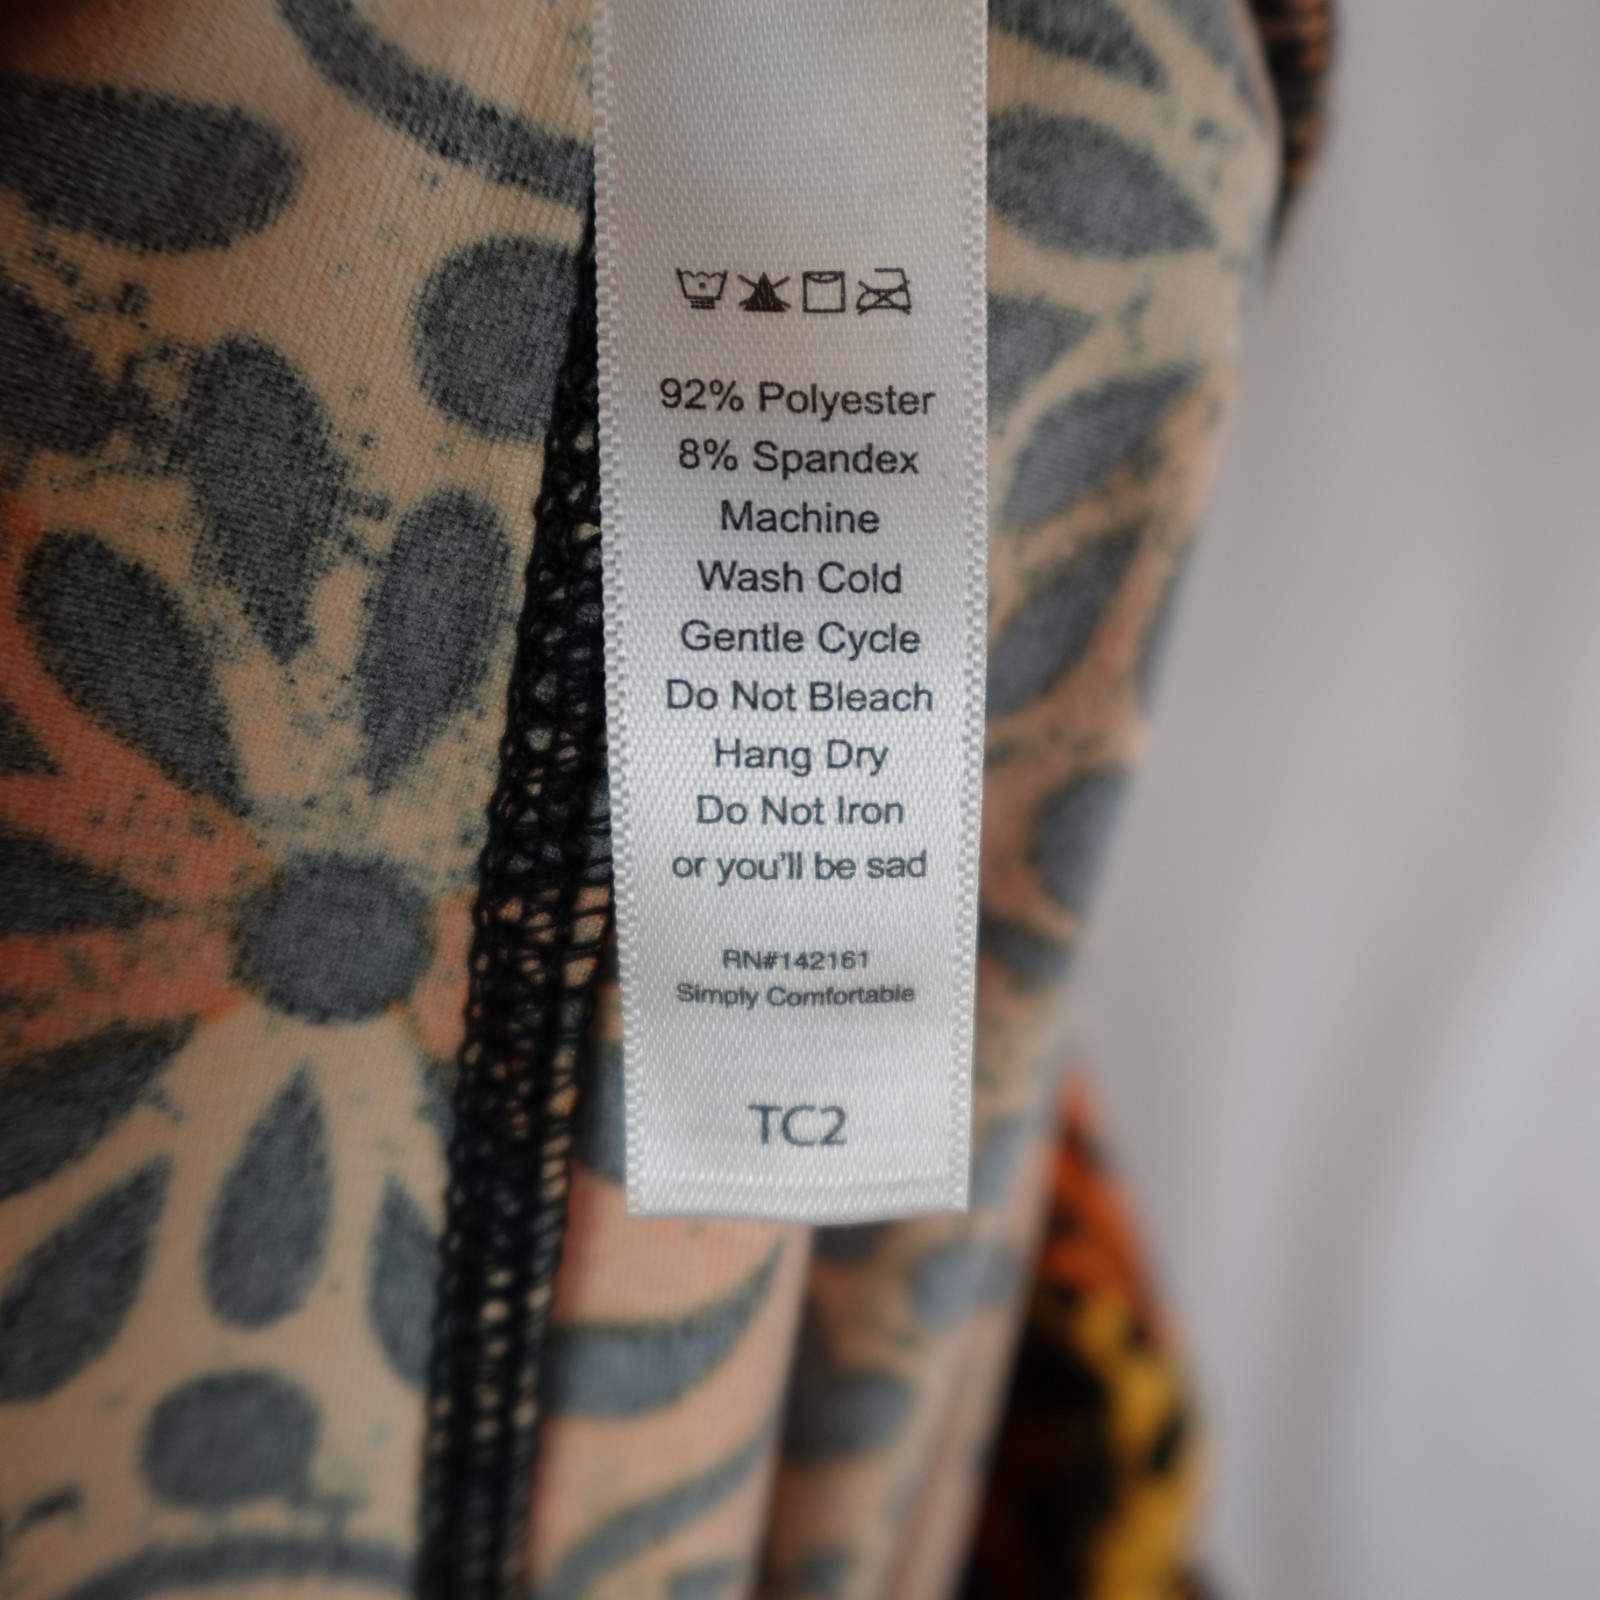 92% Polyester
8% Spandex
Machine
Wash Cold
Gentle Cycle
Do Not Bleach
Hang Dry
Do Not Iron
or you'll be sad
RN#142161
Simply Comfortable
TC2